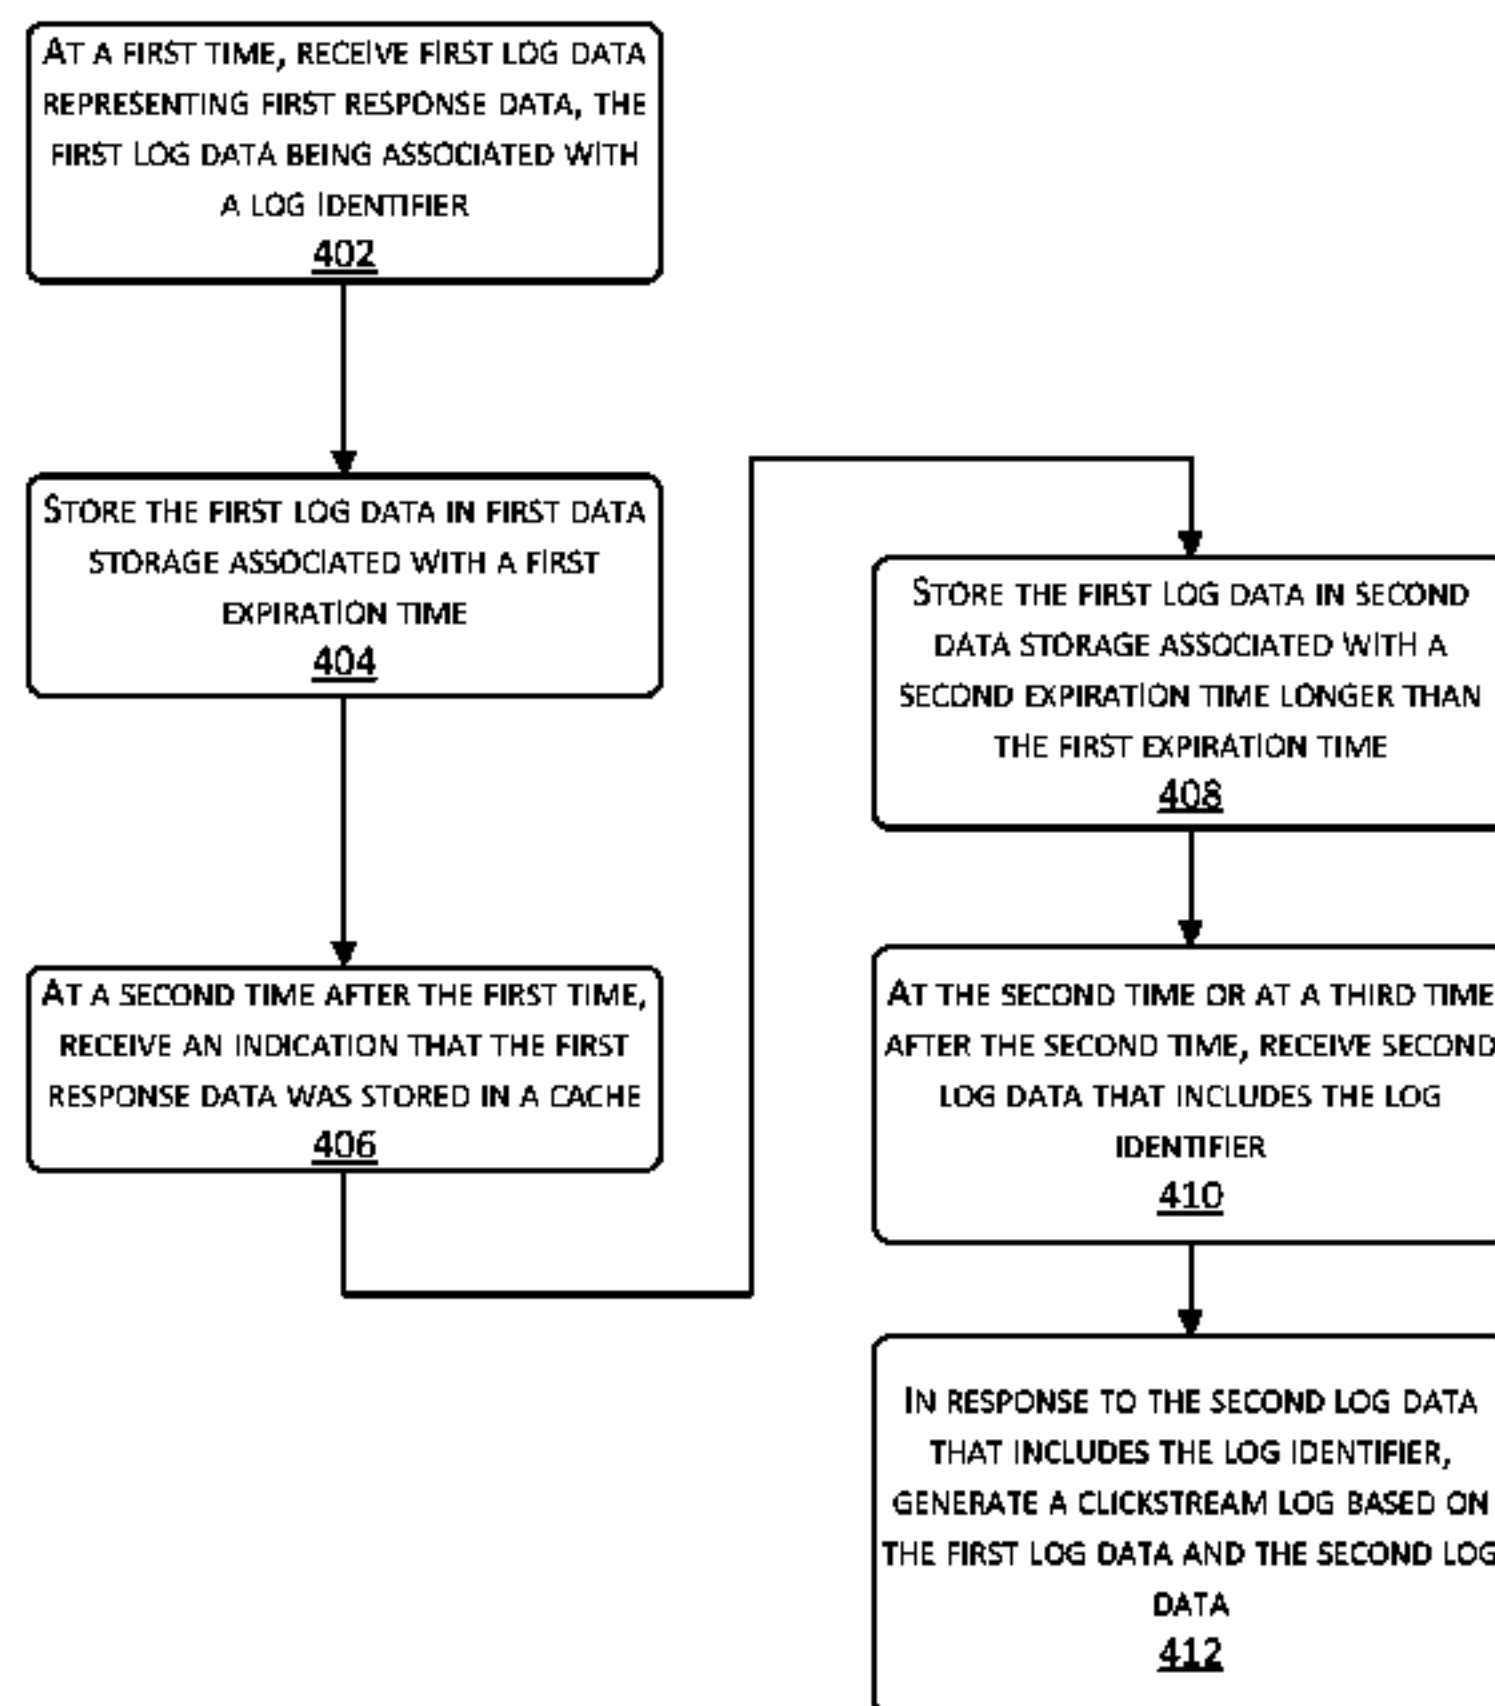 AT A FIRST TIME, RECEIVE FIRST LOG DATA
REPRESENTING FIRST RESPONSE DATA, THE
FIRST LOG DATA BEING ASSOCIATED WITH
A LOG IDENTIFIER
402
STORE THE FIRST LOG DATA IN FIRST DATA
STORAGE ASSOCIATED WITH A FIRST
EXPIRATION TIME
404
AT A SECOND TIME AFTER THE FIRST TIME,
RECEIVE AN INDICATION THAT THE FIRST
RESPONSE DATA WAS STORED IN A CACHE
406
STORE THE FIRST LOG DATA IN SECOND
DATA STORAGE ASSOCIATED WITH A
SECOND EXPIRATION TIME LONGER THAN
THE FIRST EXPIRATION TIME
408
AT THE SECOND TIME OR AT A THIRD TIME
AFTER THE SECOND TIME, RECEIVE SECOND
LOG DATA THAT INCLUDES THE LOG
IDENTIFIER
410
IN RESPONSE TO THE SECOND LOG DATA
THAT INCLUDES THE LOG IDENTIFIER,
GENERATE A CLICKSTREAM LOG BASED ON
THE FIRST LOG DATA AND THE SECOND LOG
DATA
412